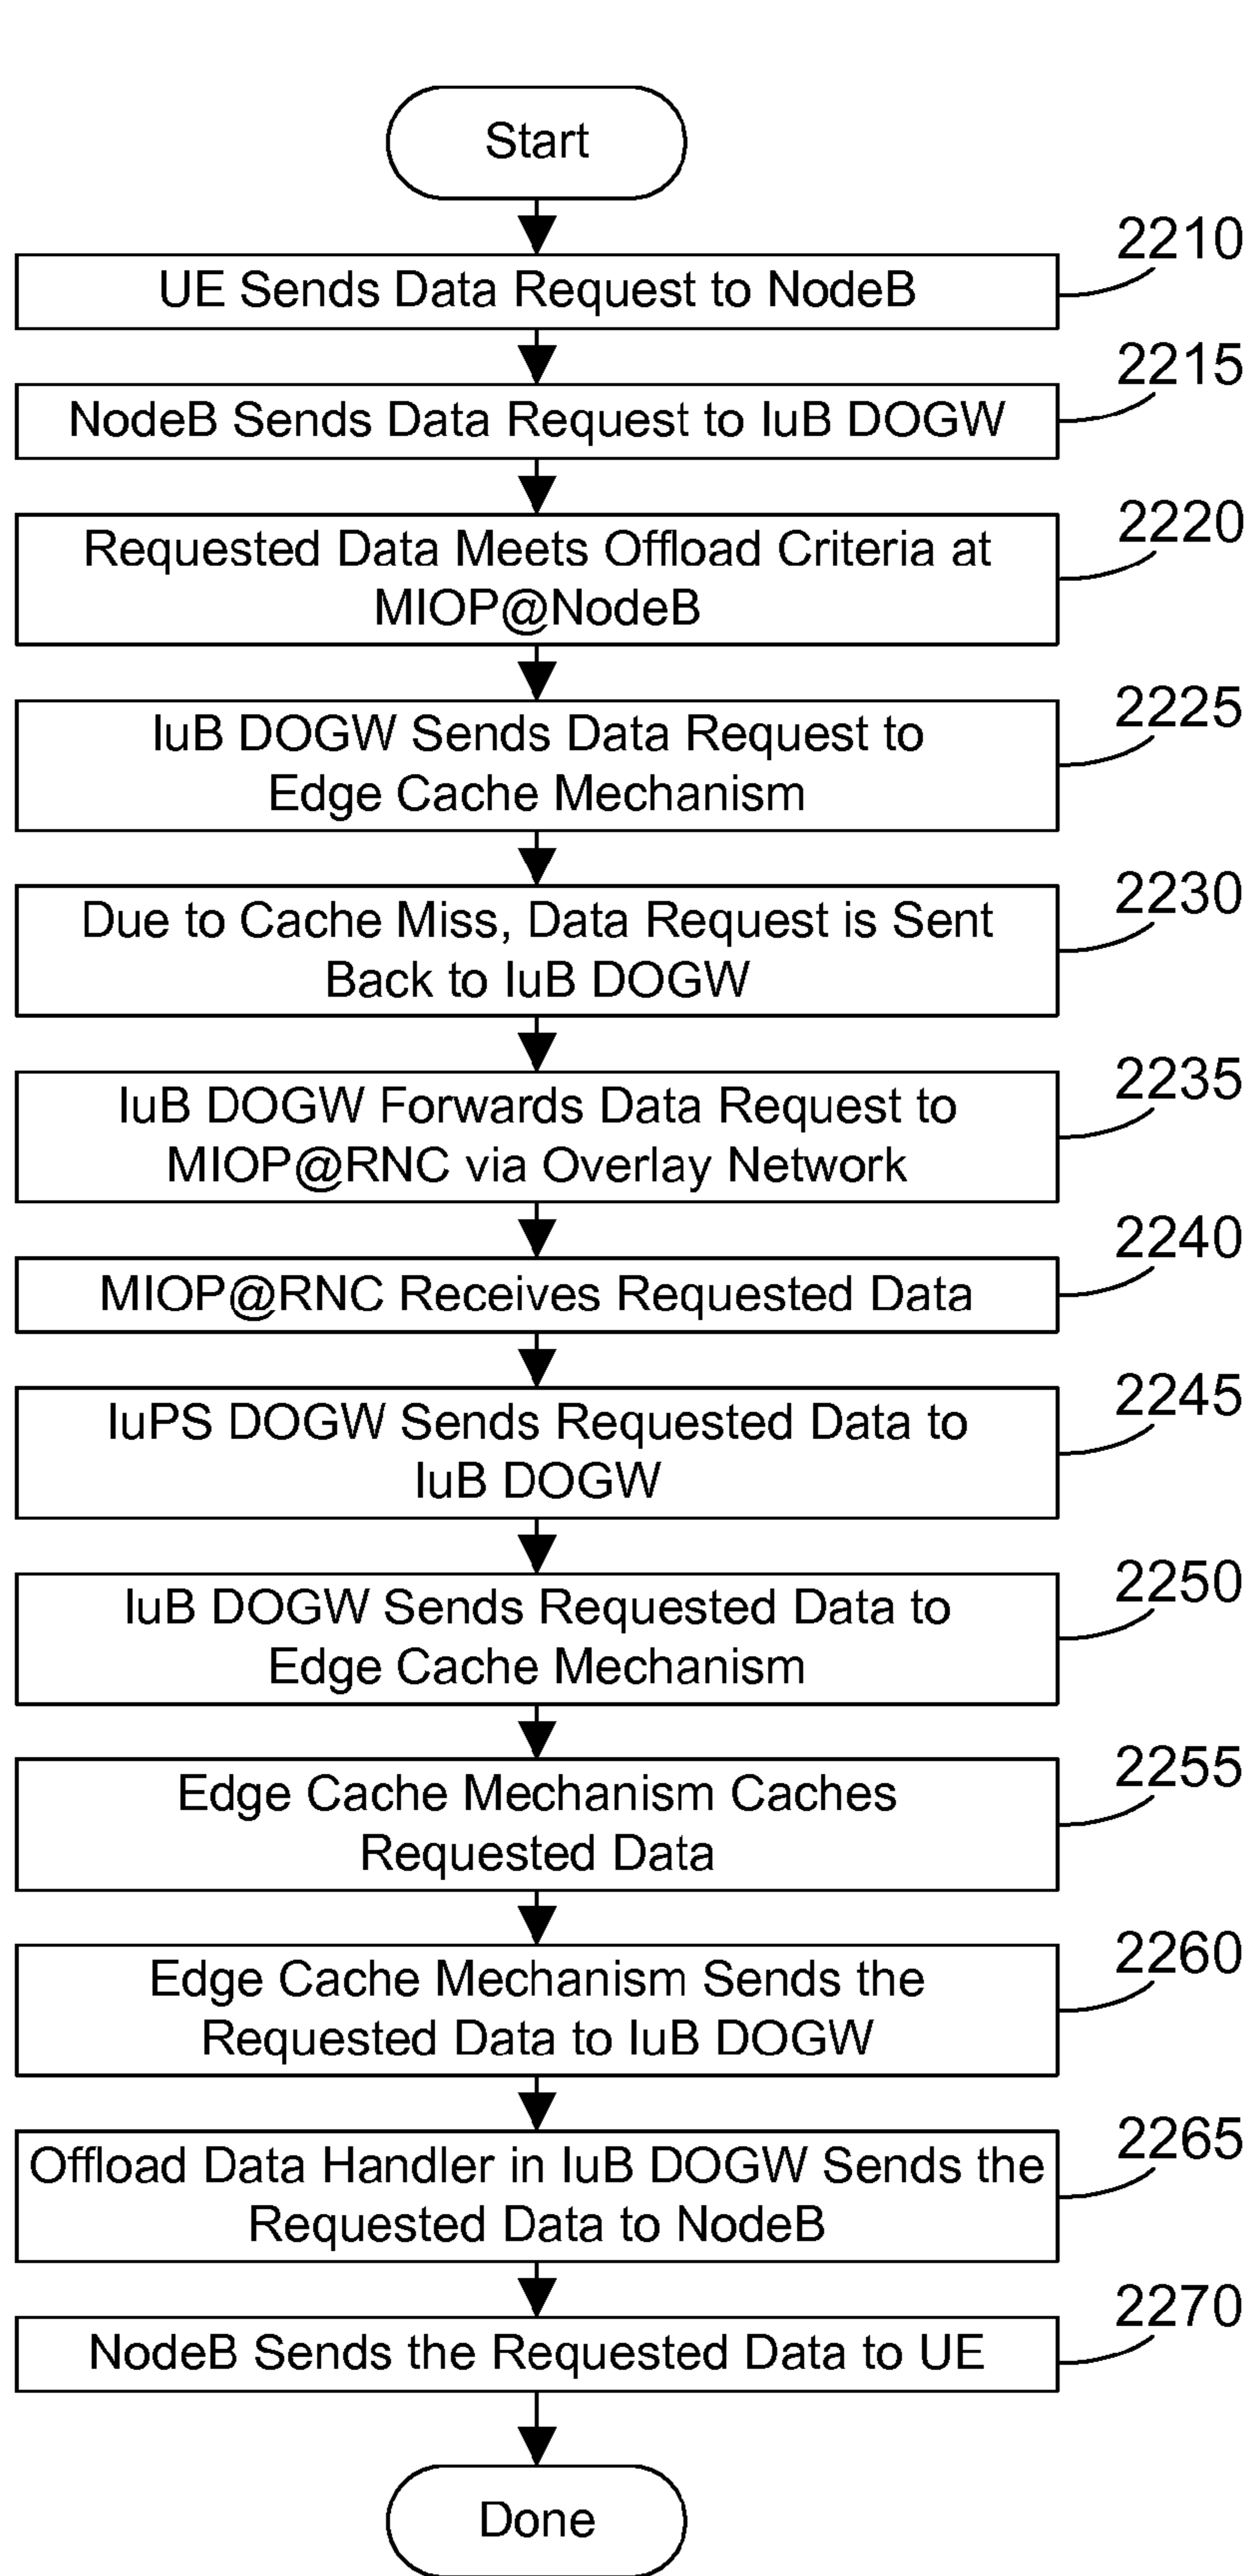 Start
2210
UE Sends Data Request to NodeB
2215
NodeB Sends Data Request to IuB DOGW
2220
Requested Data Meets Offload Criteria at
MIOP@NodeB
2225
IuB DOGW Sends Data Request to
Edge Cache Mechanism
2230
Due to Cache Miss, Data Request is Sent
Back to IuB DOGW
2235
IuB DOGW Forwards Data Request to
MIOP@RNC via Overlay Network
2240
MIOP@RNC Receives Requested Data
2245
IuPS DOGW Sends Requested Data to
IuB DOGW
2250
IuB DOGW Sends Requested Data to
Edge Cache Mechanism
2255
Edge Cache Mechanism Caches
Requested Data
2260
Edge Cache Mechanism Sends the
Requested Data to IuB DOGW
2265
Offload Data Handler in IuB DOGW Sends the
Requested Data to NodeB
2270
NodeB Sends the Requested Data to UE
Done